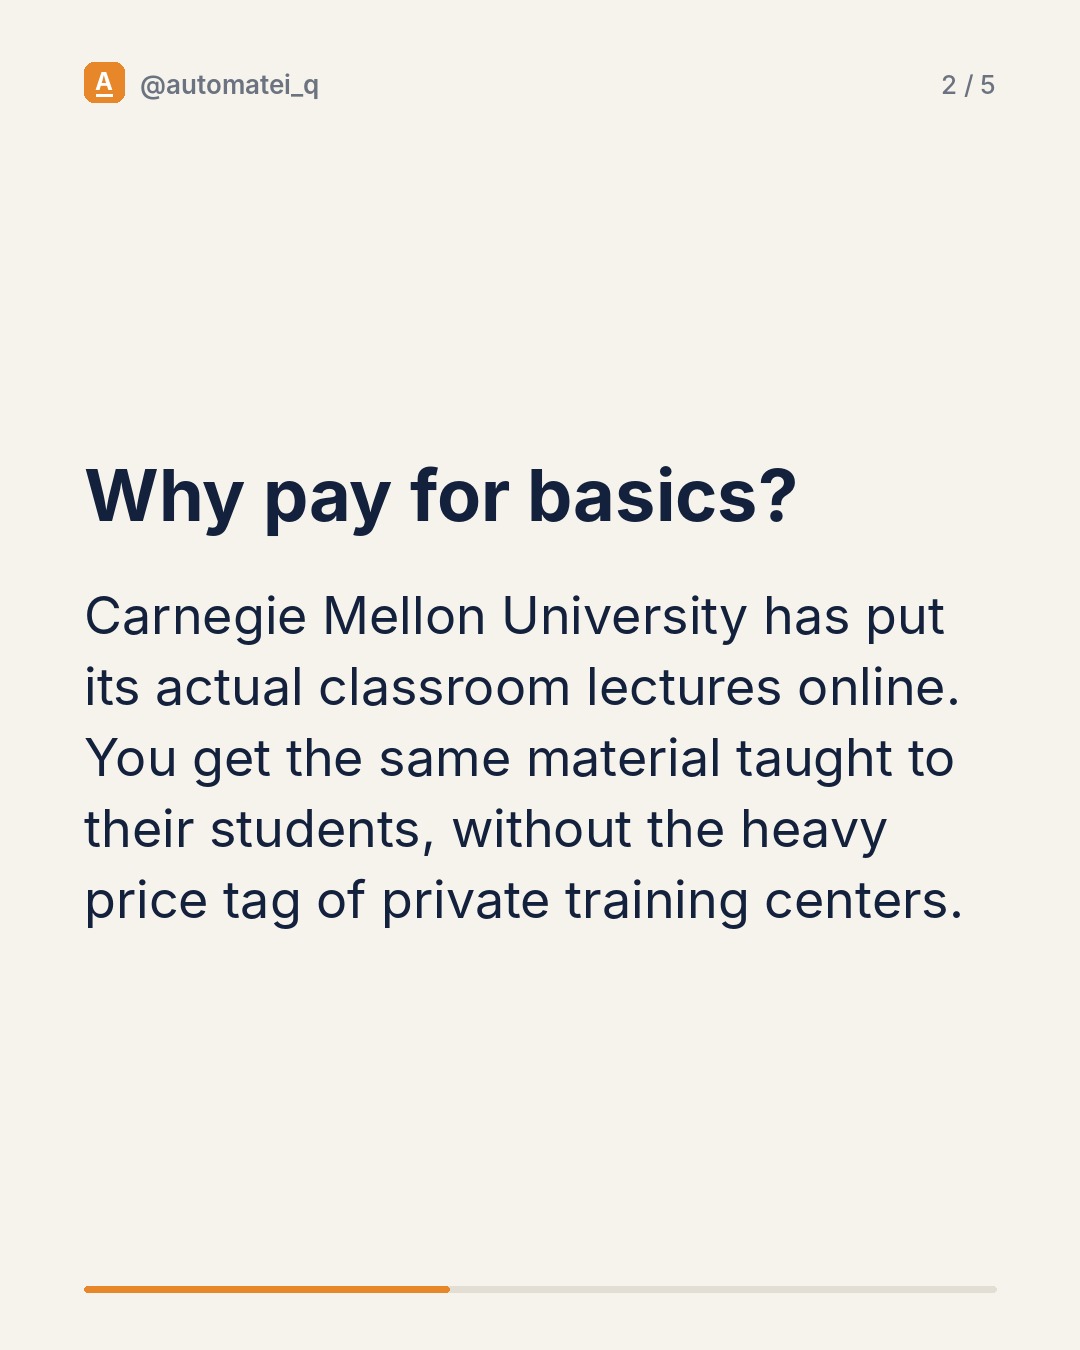 A @automatei_q
2 / 5
Why pay for basics?
Carnegie Mellon University has put
its actual classroom lectures online.
You get the same material taught to
their students, without the heavy
price tag of private training centers.